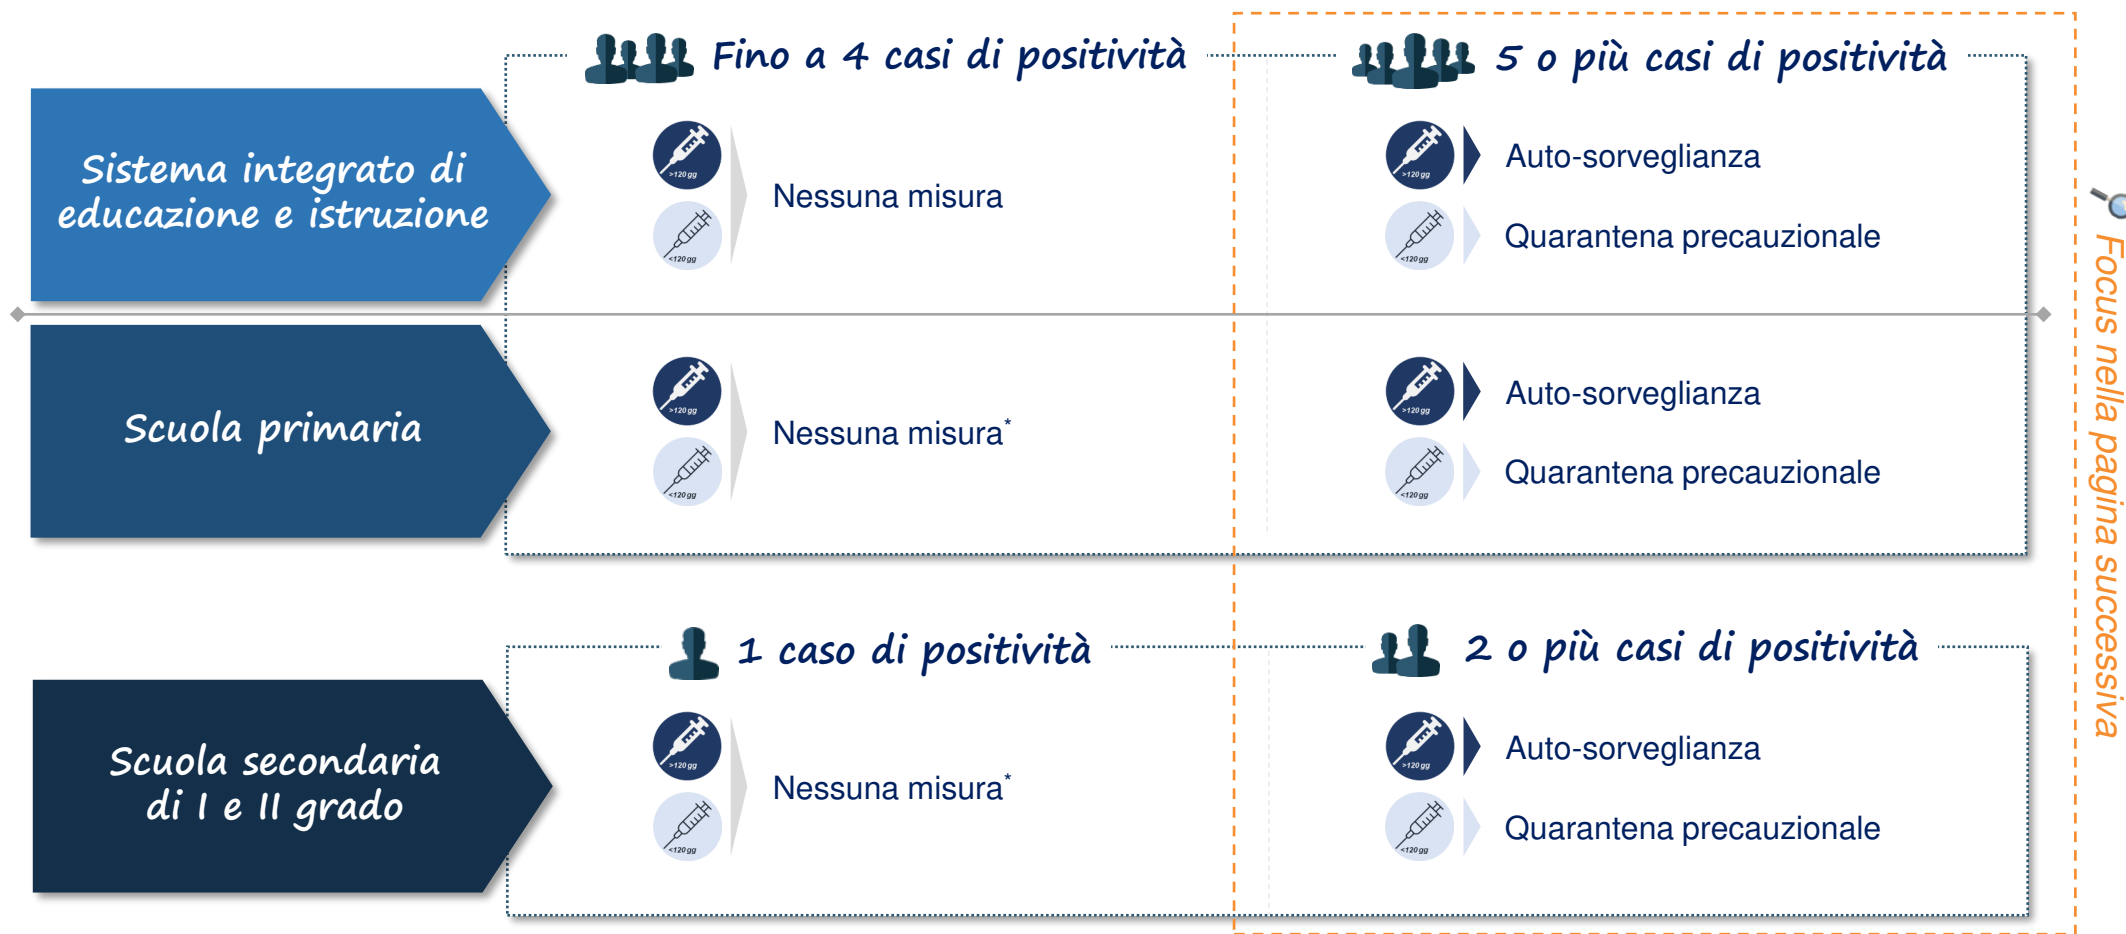 Fino a 4 casi di positività
5 o più casi di positività
Sistema integrato di
educazione e istruzione
>120 gg
<120 gg
Nessuna misura
>120 gg
Auto-sorveglianza
<120 gg
Quarantena precauzionale
Scuola primaria
>120 gg
<120 gg
Nessuna misura*
>120 gg
Auto-sorveglianza
<120 gg
Quarantena precauzionale
1 caso di positività
2 o più casi di positività
Scuola secondaria
di I e II grado
>120 gg
<120 gg
Nessuna misura*
>120 gg
Auto-sorveglianza
<120 gg
Quarantena precauzionale
Focus nella pagina successiva